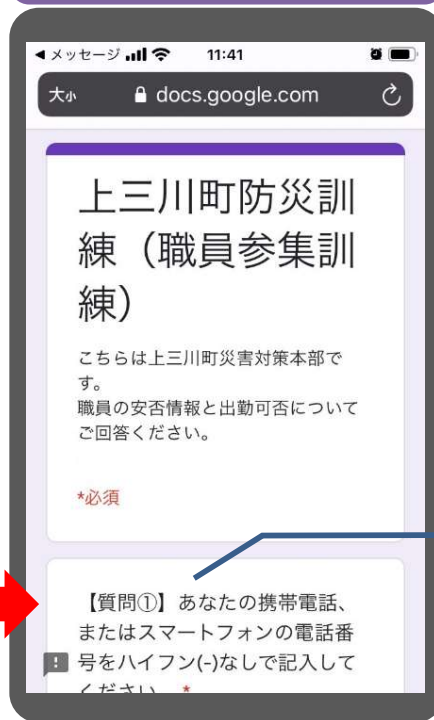 メッセージ 11:41
大小 docs.google.com
上三川町防災訓
練（職員参集訓
練）
こちらは上三川町災害対策本部で
す。
職員の安否情報と出勤可否について
ご回答ください。
*必須
【質問①】あなたの携帯電話、
またはスマートフォンの電話番
号をハイフン(-)なしで記入して
ください。 *